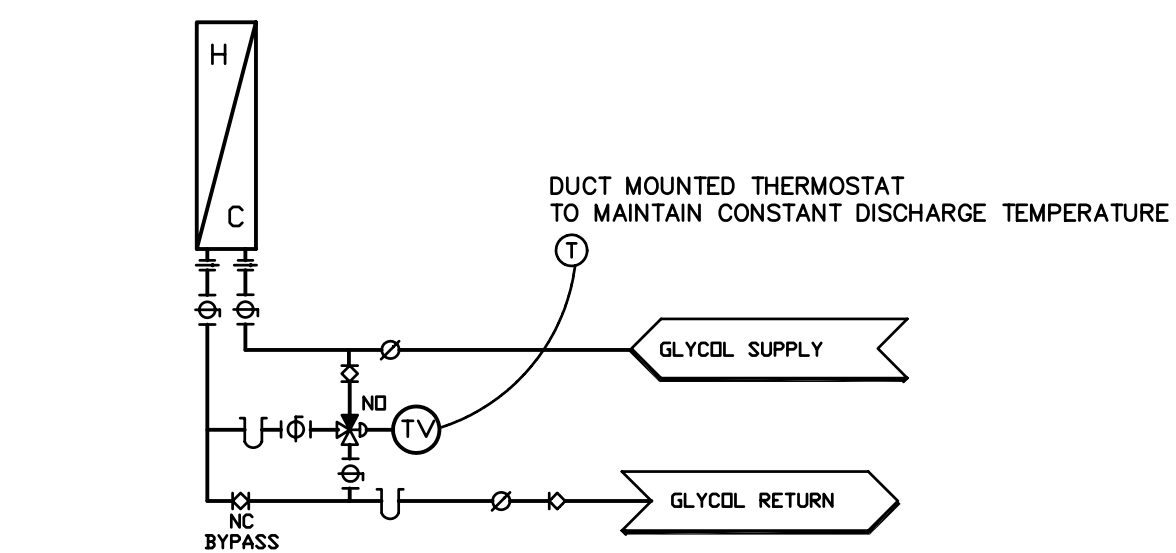 H
C
DUCT MOUNTED THERMOSTAT
TO MAINTAIN CONSTANT DISCHARGE TEMPERATURE
T
GLYCOL SUPPLY
NO
TV
GLYCOL RETURN
NC
BYPASS